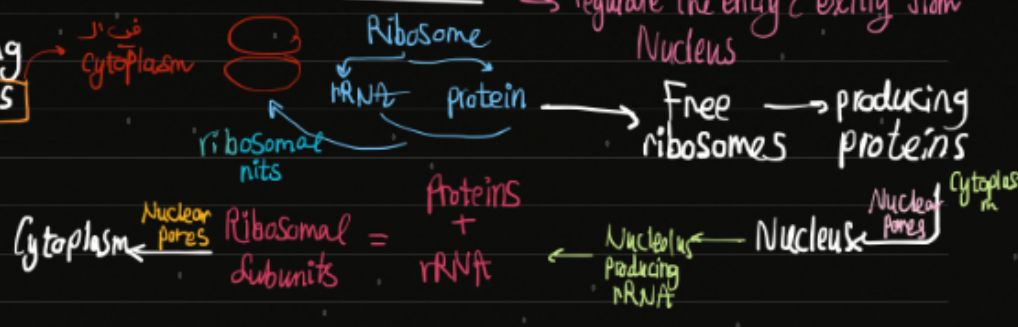 → regulate the entry & exiting from
Nucleus
g
s
في ال
cytoplasm
Ribosome
rRNA protein → Free → producing
ribosomes proteins
ribosomal
nits
Cytoplasm ← Nuclear
pores
Ribosomal = Proteins
Subunits +
rRNA
← Nucleolus ← Nucleus ← Nuclear
Producing Pores
rRNA
Cytoplas
m